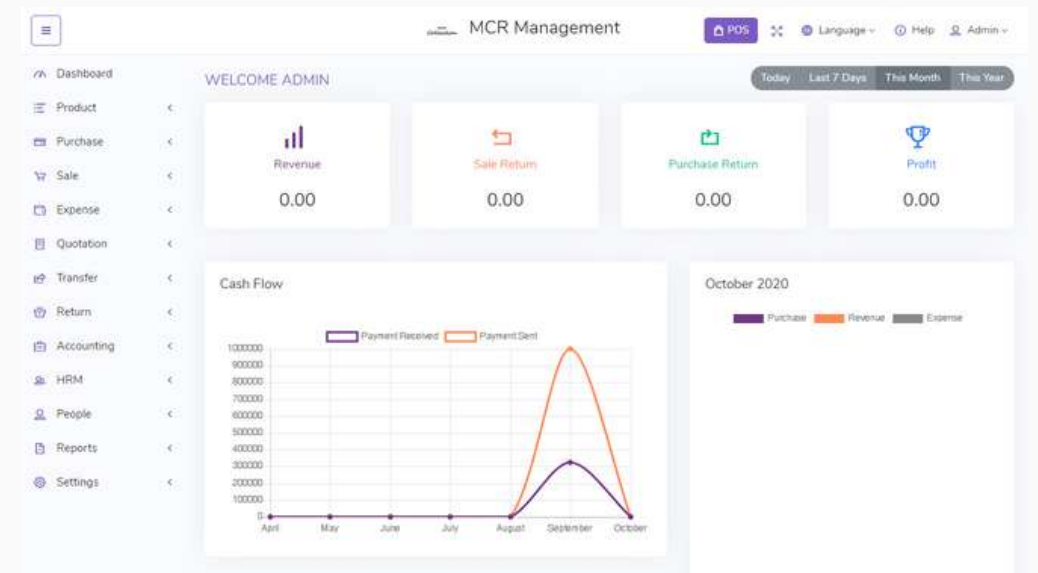 MCR Management
POS
Language
Help
Admin
Dashboard
Product
Purchase
Sale
Expense
Quotation
Transfer
Return
Accounting
HRM
People
Reports
Settings
WELCOME ADMIN
Today Last 7 Days This Month This Year
Revenue
0.00
Sale Return
0.00
Purchase Return
0.00
Profit
0.00
Cash Flow
Payment Received Payment Sent
1000000
900000
800000
700000
600000
500000
400000
300000
200000
100000
0
April May June July August September October
October 2020
Purchase Revenue Expense